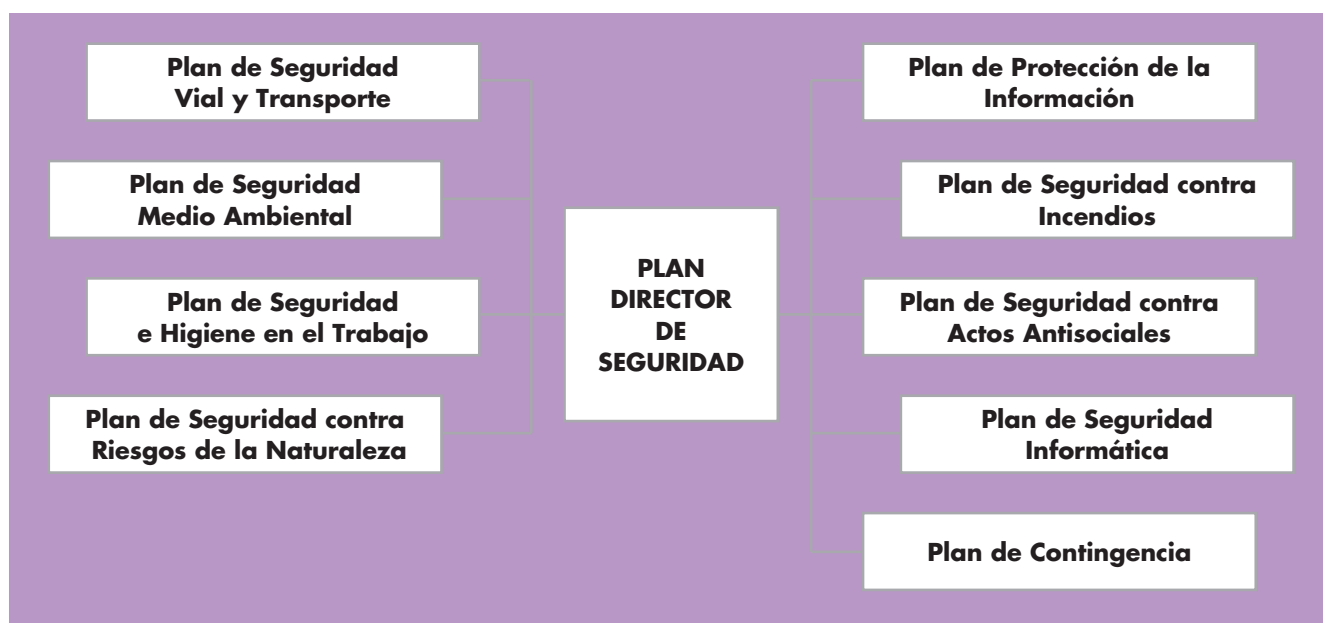 Plan de Seguridad
Vial y Transporte
Plan de Seguridad
Medio Ambiental
Plan de Seguridad
e Higiene en el Trabajo
Plan de Seguridad contra
Riesgos de la Naturaleza
PLAN
DIRECTOR
DE
SEGURIDAD
Plan de Protección de la
Información
Plan de Seguridad contra
Incendios
Plan de Seguridad contra
Actos Antisociales
Plan de Seguridad
Informática
Plan de Contingencia